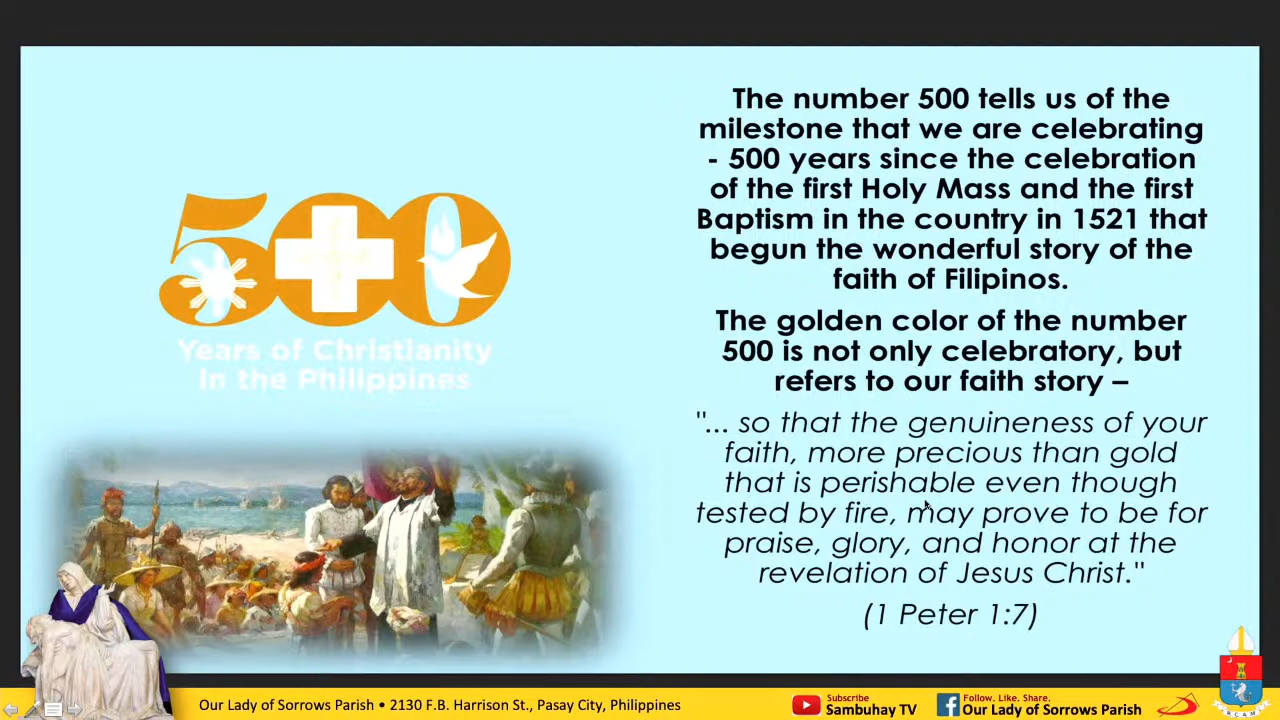 500
Years of Christianity
in the Philippines
The number 500 tells us of the
milestone that we are celebrating
- 500 years since the celebration
of the first Holy Mass and the first
Baptism in the country in 1521 that
begun the wonderful story of the
faith of Filipinos.
The golden color of the number
500 is not only celebratory, but
refers to our faith story –
"... so that the genuineness of your
faith, more precious than gold
that is perishable even though
tested by fire, may prove to be for
praise, glory, and honor at the
revelation of Jesus Christ."
(1 Peter 1:7)
Our Lady of Sorrows Parish • 2130 F.B. Harrison St., Pasay City, Philippines
Subscribe
Sambuhay TV
Follow. Like. Share.
Our Lady of Sorrows Parish
RCAM